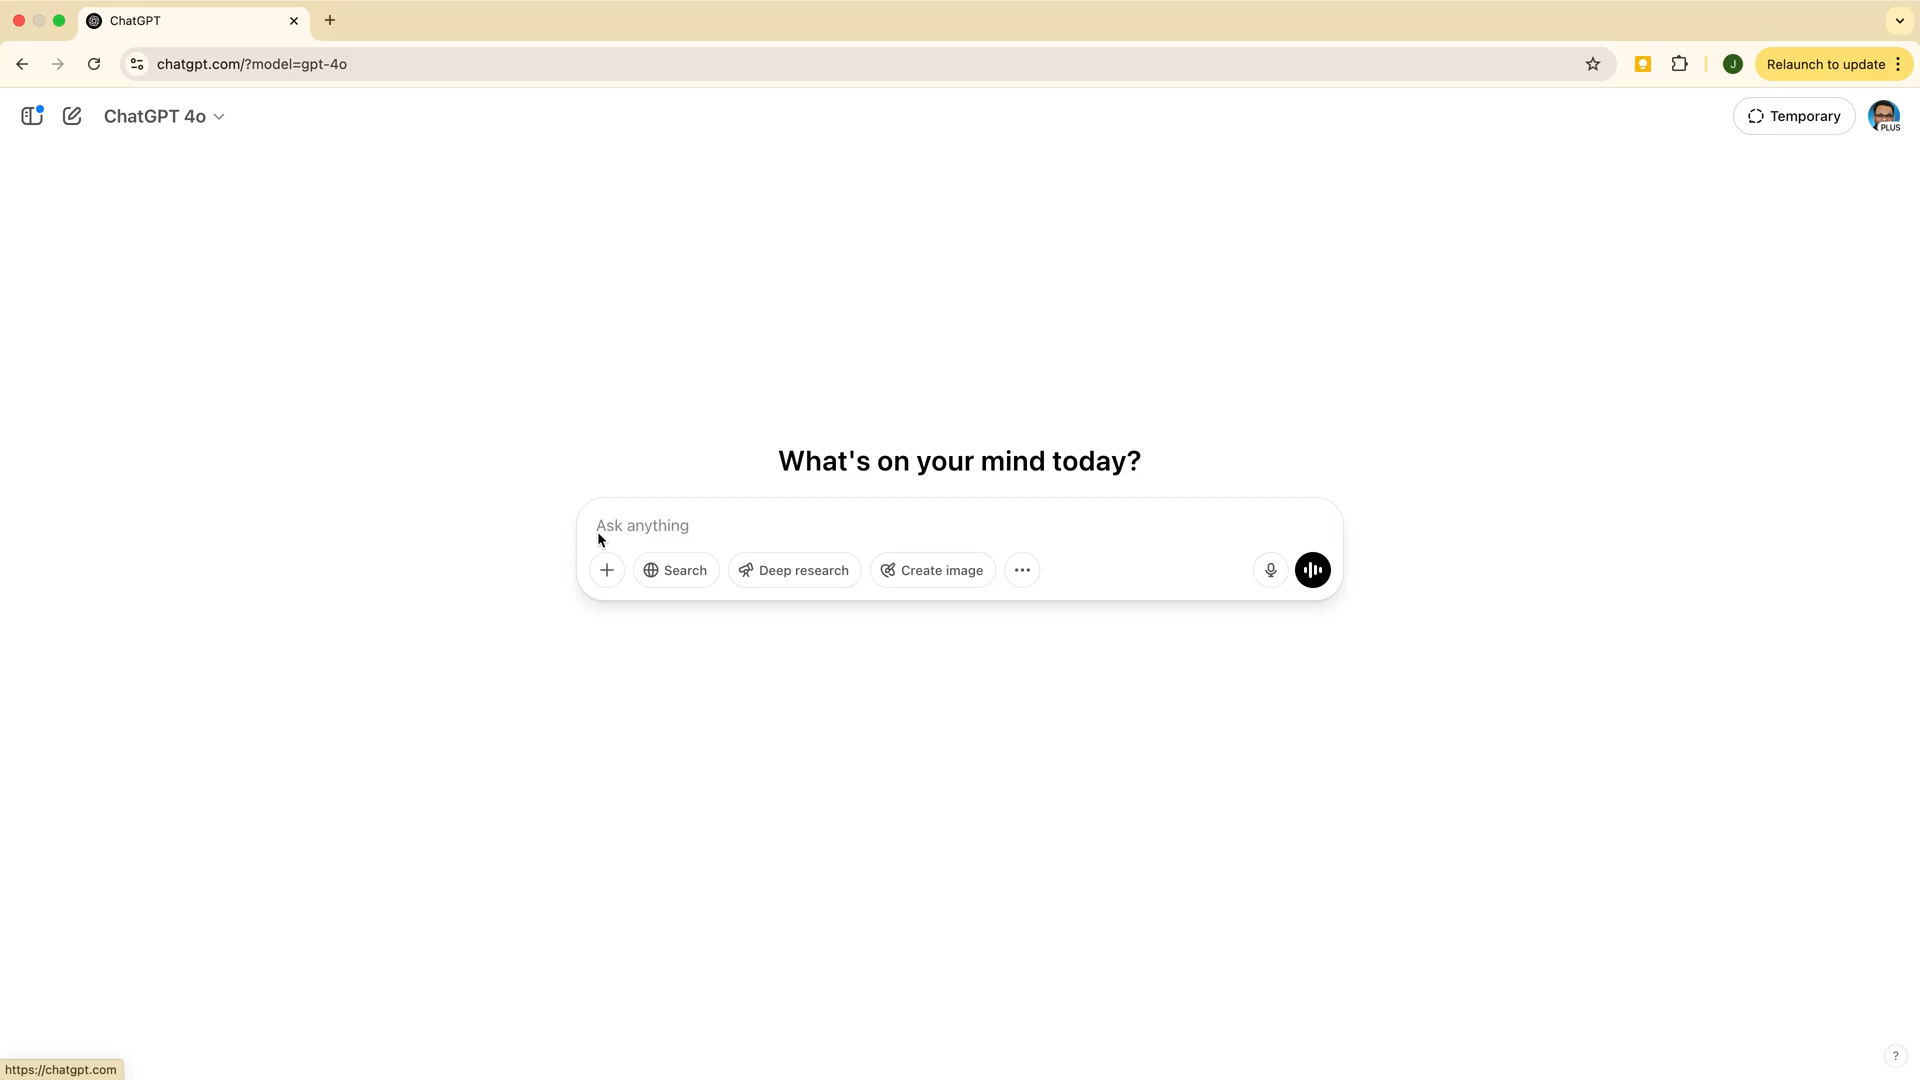 ChatGPT
chatgpt.com/?model=gpt-4o
J
Relaunch to update
ChatGPT 4o
Temporary
PLUS
What's on your mind today?
Ask anything
Search
Deep research
Create image
?
https://chatgpt.com